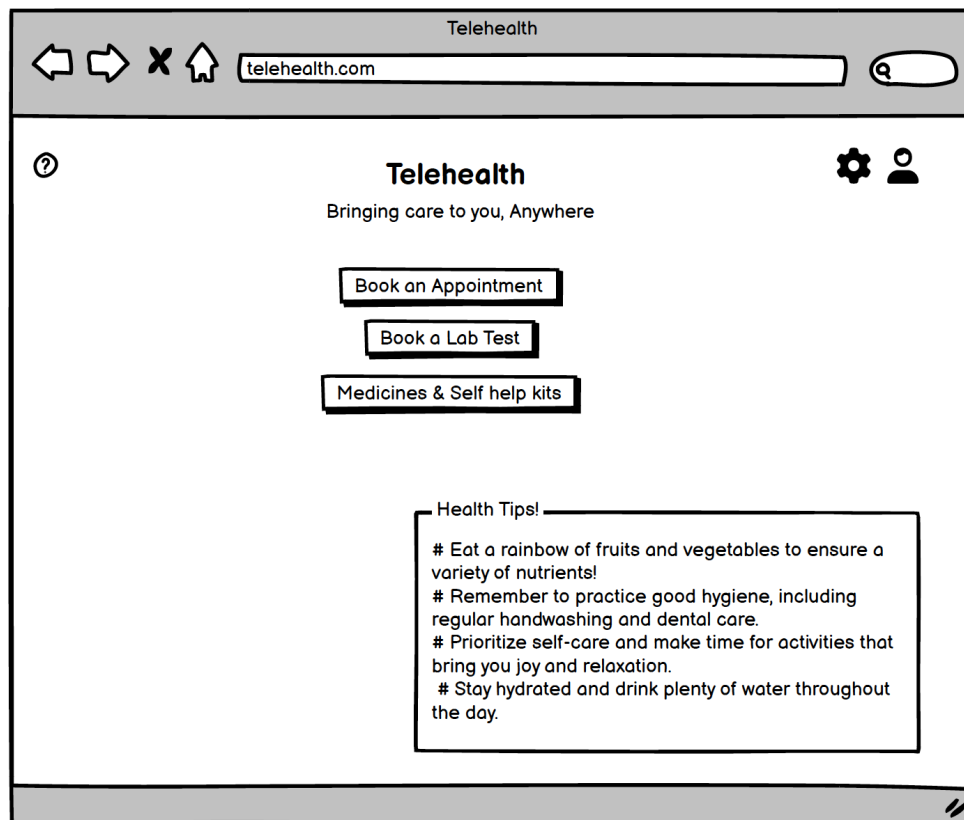 Telehealth
telehealth.com
?
Telehealth
Bringing care to you, Anywhere
Book an Appointment
Book a Lab Test
Medicines & Self help kits
Health Tips!
# Eat a rainbow of fruits and vegetables to ensure a
variety of nutrients!
# Remember to practice good hygiene, including
regular handwashing and dental care.
# Prioritize self-care and make time for activities that
bring you joy and relaxation.
# Stay hydrated and drink plenty of water throughout
the day.